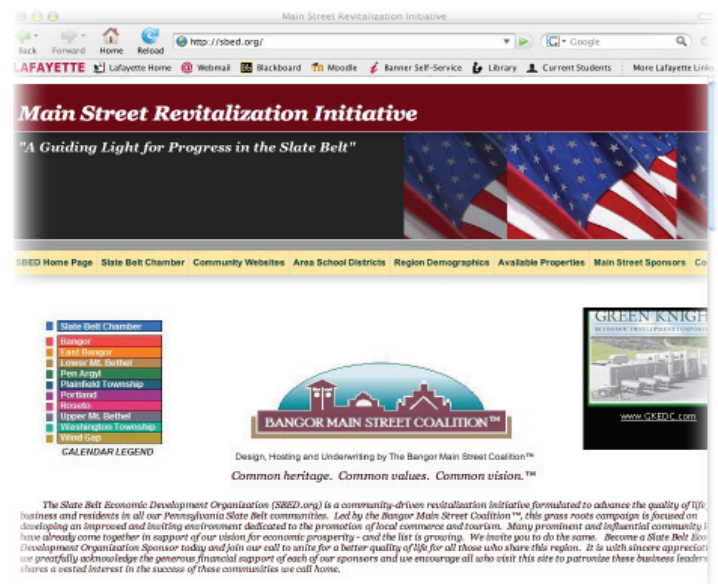 Main Street Revitalization Initiative
Back Forward Home Reload http://sbed.org/ Google
LAFAYETTE Lafayette Home Webmail Blackboard Moodle Banner Self-Service Library Current Students More Lafayette Links
Main Street Revitalization Initiative
"A Guiding Light for Progress in the Slate Belt"
SBED Home Page Slate Belt Chamber Community Websites Area School Districts Region Demographics Available Properties Main Street Sponsors Co
Slate Belt Chamber
Bangor
East Bangor
Lower Mt. Bethel
Pen Argyl
Plainfield Township
Portland
Roseto
Upper Mt. Bethel
Washington Township
Wind Gap
CALENDAR LEGEND
BANGOR MAIN STREET COALITION™
Design, Hosting and Underwriting by The Bangor Main Street Coalition™
Common heritage. Common values. Common vision.™
GREEN KNIGH
ECONOMIC DEVELOPMENT CORPOR
www.GKEDC.com
The Slate Belt Economic Development Organization (SBED.org) is a community-driven revitalization initiative formulated to advance the quality of life,
business and residents in all our Pennsylvania Slate Belt communities. Led by the Bangor Main Street Coalition™, this grass roots campaign is focused on
developing an improved and inviting environment dedicated to the promotion of local commerce and tourism. Many prominent and influential community
have already come together in support of our vision for economic prosperity - and the list is growing. We invite you to do the same. Become a Slate Belt Eco
Development Organization Sponsor today and join our call to unite for a better quality of life for all those who share this region. It is with sincere appreciati
we greatfully acknowledge the generous financial support of each of our sponsors and we encourage all who visit this site to patronize these business leaders
shares a vested interest in the success of these communities we call home.